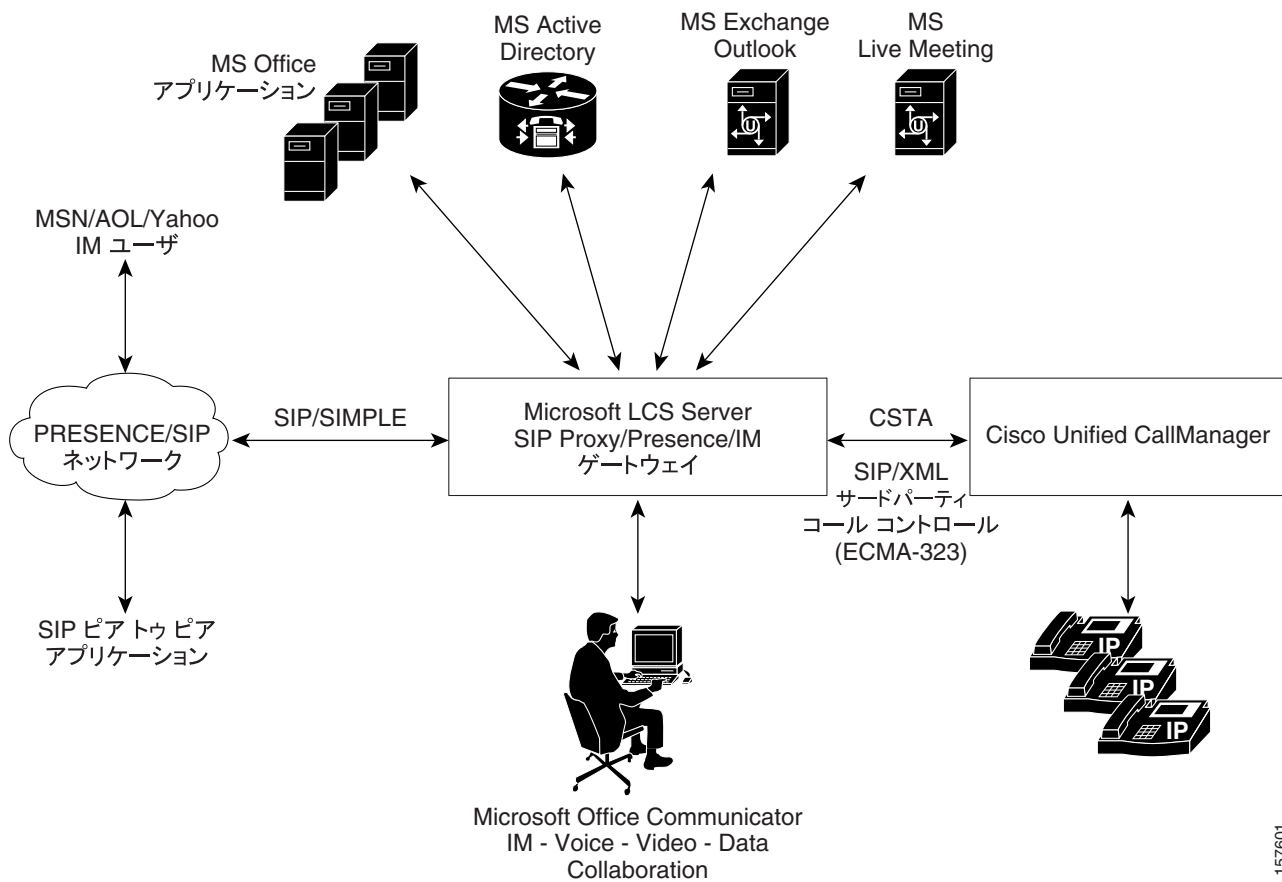 MS Office
アプリケーション
MS Active
Directory
MS Exchange
Outlook
MS
Live Meeting
U
U
MSN/AOL/Yahoo
IM ユーザ
PRESENCE/SIP
ネットワーク
SIP/SIMPLE
Microsoft LCS Server
SIP Proxy/Presence/IM
ゲートウェイ
CSTA
SIP/XML
サードパーティ
コール コントロール
(ECMA-323)
Cisco Unified CallManager
SIP ピア トゥ ピア
アプリケーション
IP
IP
IP
Microsoft Office Communicator
IM - Voice - Video - Data
Collaboration
157601